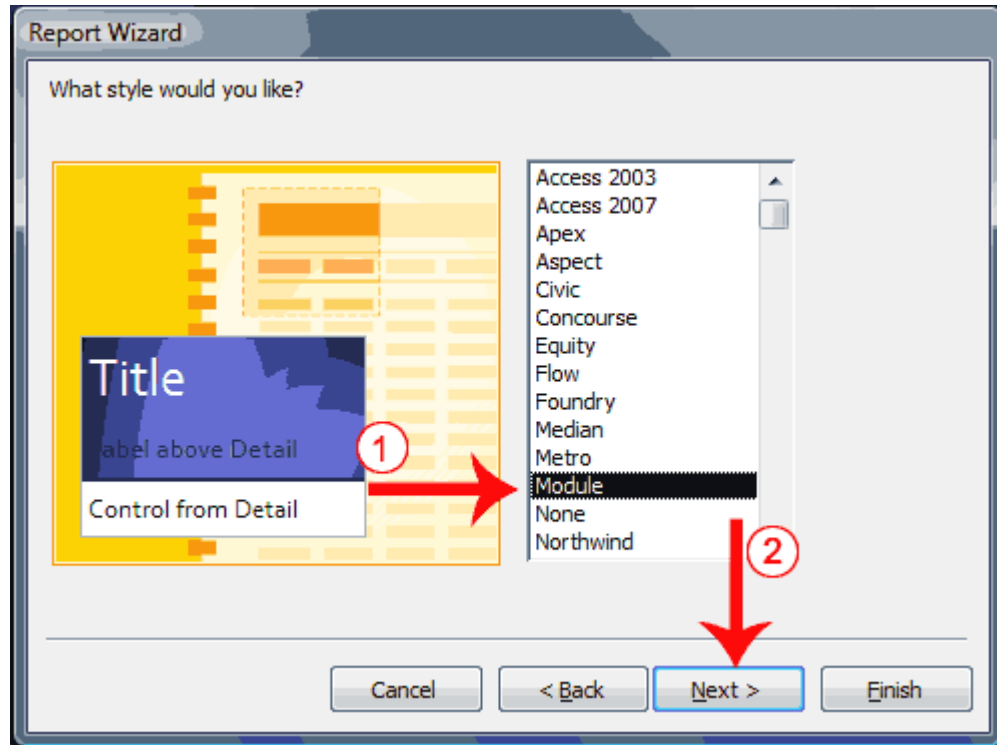 Report Wizard
What style would you like?
Title
Label above Detail
Control from Detail
1
Access 2003
Access 2007
Apex
Aspect
Civic
Concourse
Equity
Flow
Foundry
Median
Metro
Module
None
Northwind
2
Cancel
< Back
Next >
Finish